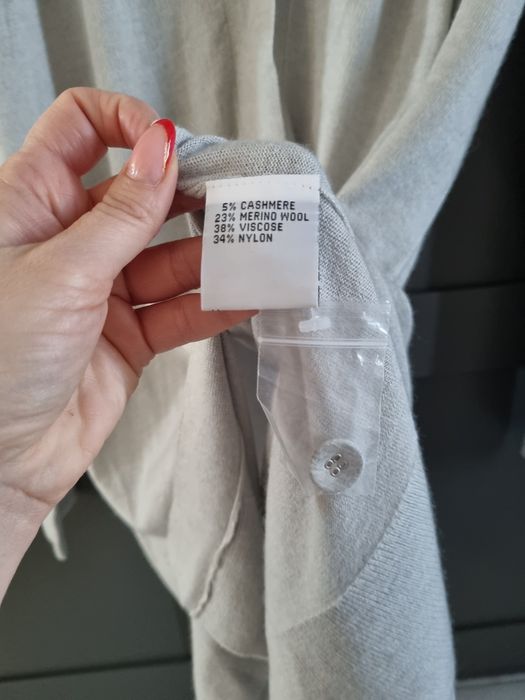 5% CASHMERE
23% MERINO WOOL
38% VISCOSE
34% NYLON